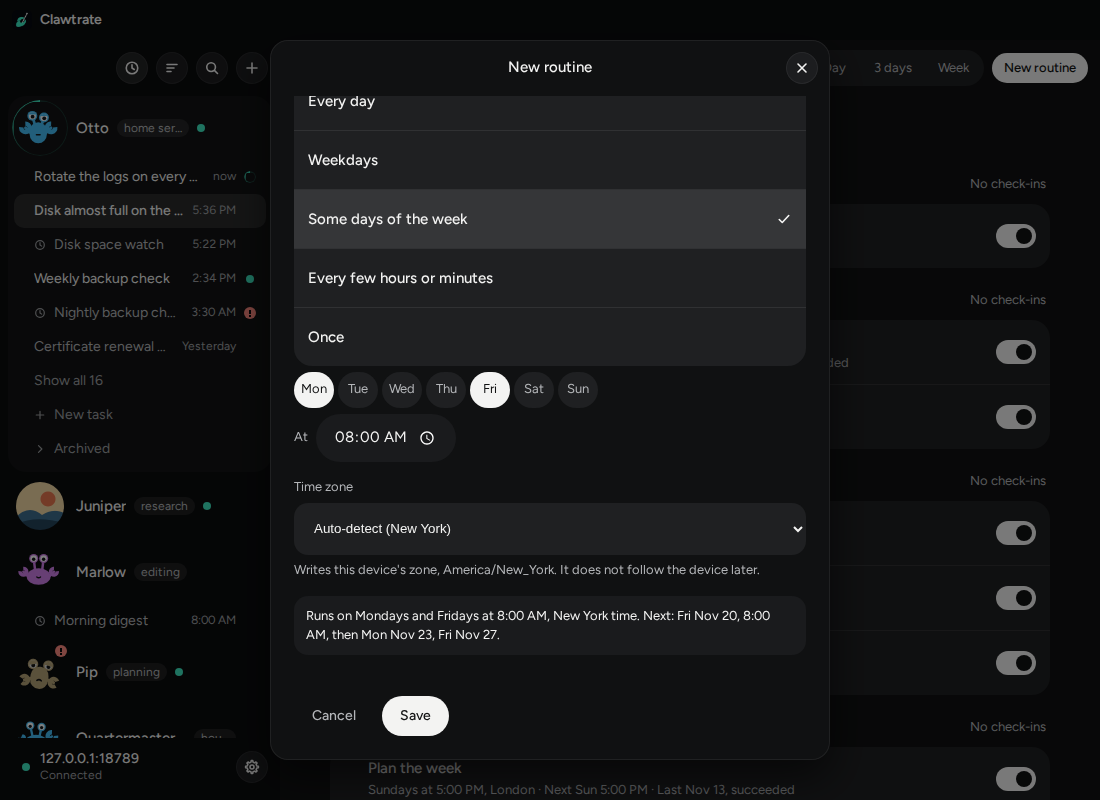 Clawtrate
Day
3 days
Week
New routine
Otto
home ser...
Rotate the logs on every ...
now
Disk almost full on the ...
5:36 PM
Disk space watch
5:22 PM
Weekly backup check
2:34 PM
Nightly backup ch...
3:30 AM
Certificate renewal ...
Yesterday
Show all 16
New task
Archived
Juniper
research
Marlow
editing
Morning digest
8:00 AM
Pip
planning
Quartermaster
127.0.0.1:18789
Connected
New routine
Every day
Weekdays
Some days of the week
Every few hours or minutes
Once
Mon
Tue
Wed
Thu
Fri
Sat
Sun
At
08:00 AM
Time zone
Auto-detect (New York)
Writes this device's zone, America/New_York. It does not follow the device later.
Runs on Mondays and Fridays at 8:00 AM, New York time. Next: Fri Nov 20, 8:00
AM, then Mon Nov 23, Fri Nov 27.
Cancel
Save
No check-ins
No check-ins
No check-ins
No check-ins
Plan the week
Sundays at 5:00 PM, London · Next Sun 5:00 PM · Last Nov 13, succeeded